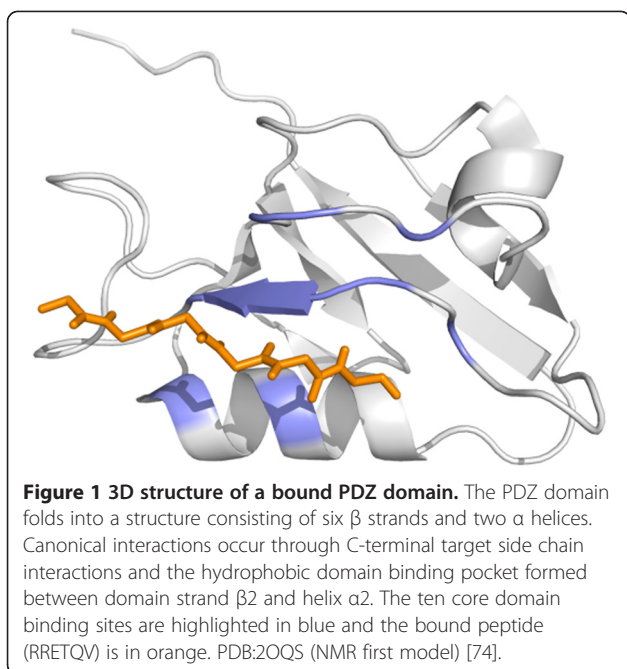 Figure 1 3D structure of a bound PDZ domain. The PDZ domain
folds into a structure consisting of six β strands and two α helices.
Canonical interactions occur through C-terminal target side chain
interactions and the hydrophobic domain binding pocket formed
between domain strand β2 and helix α2. The ten core domain
binding sites are highlighted in blue and the bound peptide
(RRETQV) is in orange. PDB:2OQS (NMR first model) [74].